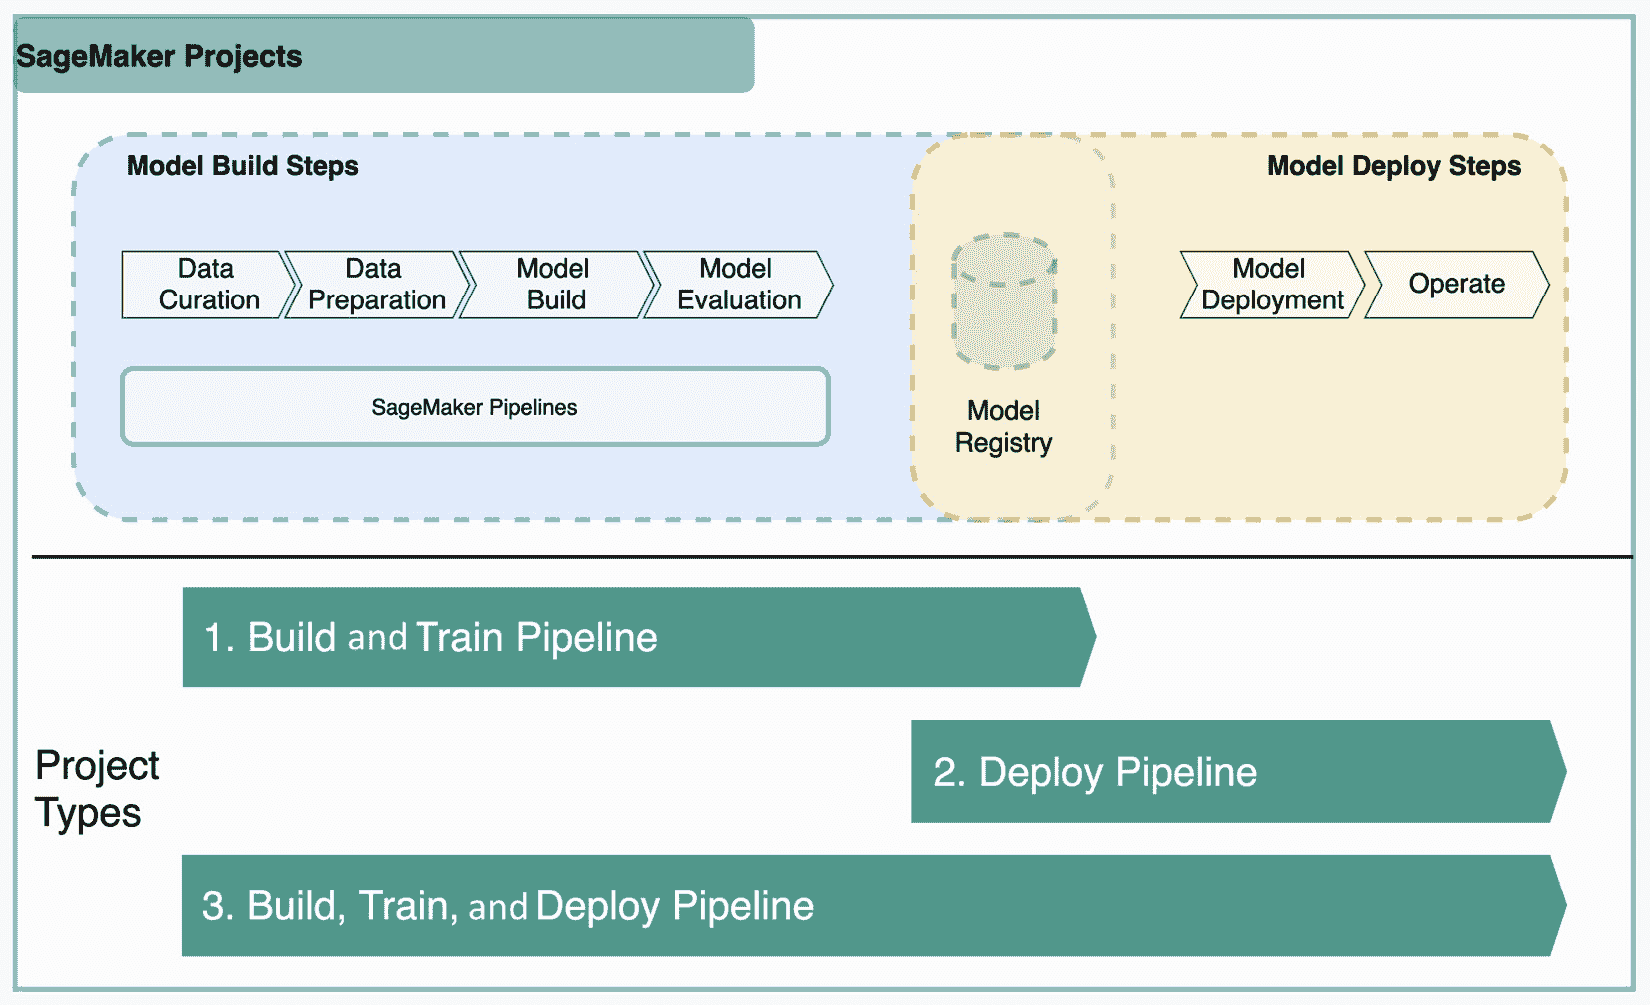 SageMaker Projects
Model Build Steps
Model Deploy Steps
Data
Curation
Data
Preparation
Model
Build
Model
Evaluation
Model
Deployment
Operate
SageMaker Pipelines
Model
Registry
1. Build and Train Pipeline
Project
Types
2. Deploy Pipeline
3. Build, Train, and Deploy Pipeline